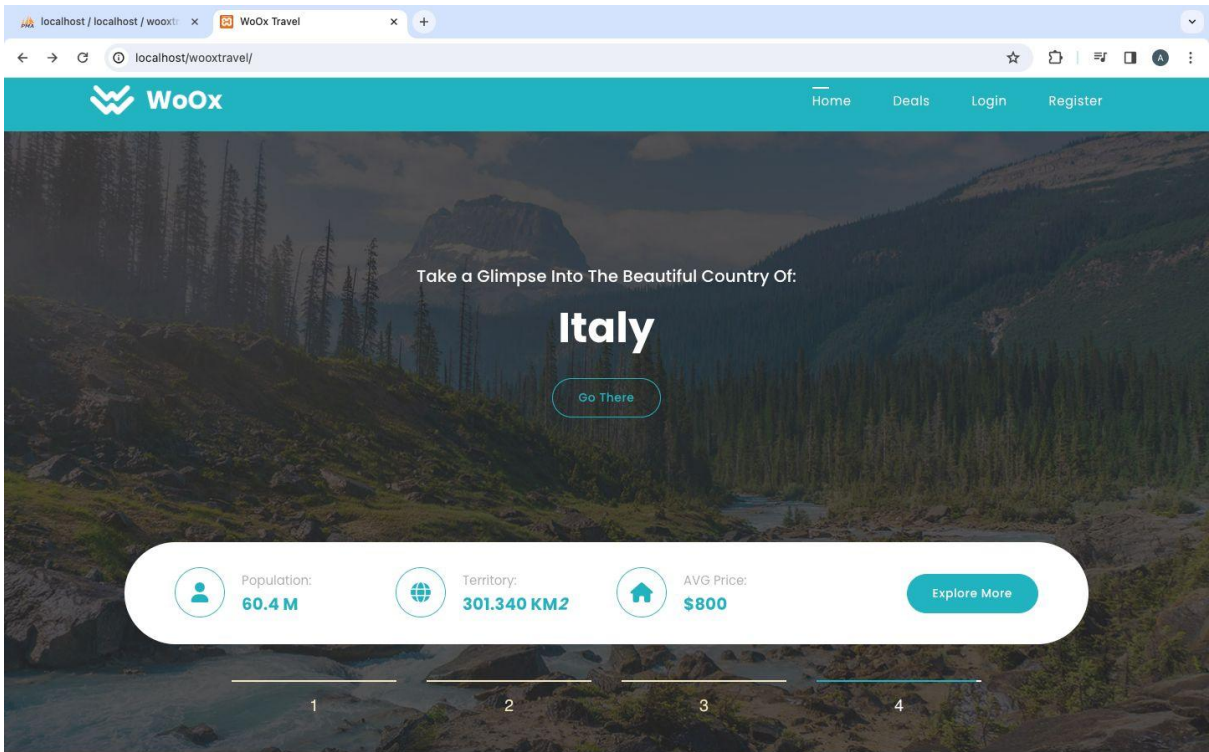 localhost / localhost / wooxtr
WoOx Travel
localhost/wooxtravel/
A
WoOx
Home Deals Login Register
Take a Glimpse Into The Beautiful Country Of:
Italy
Go There
Population: Territory: AVG Price:
60.4 M 301.340 KM2 $800
Explore More
1 2 3 4